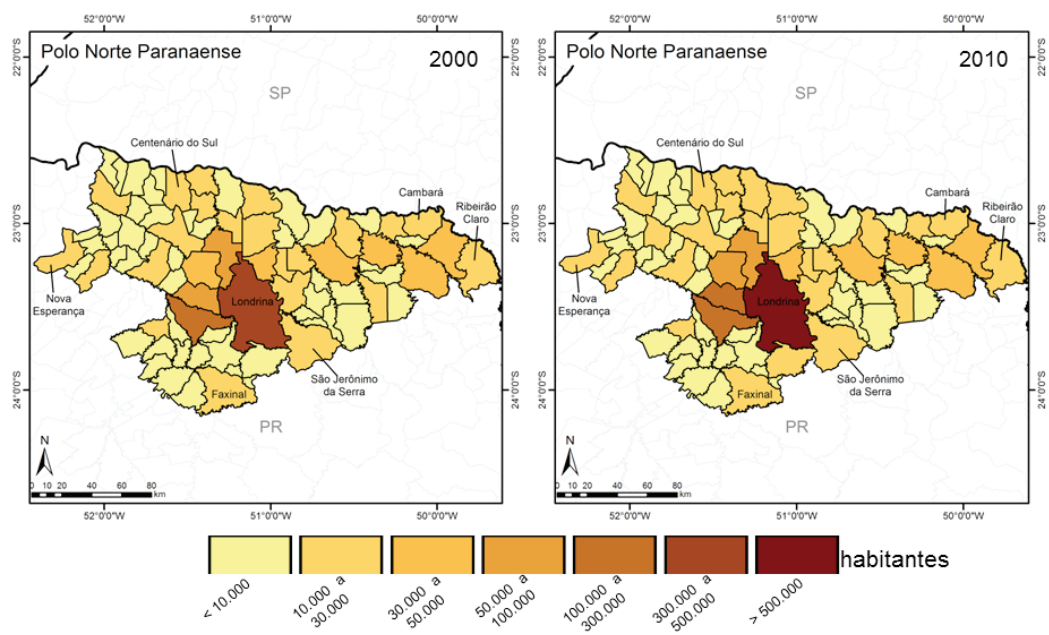 52°0'0"W 51°0'0"W 50°0'0"W
Polo Norte Paranaense 2000
22°0'0"S
22°0'0"S
SP
Centenário do Sul
Cambará
Ribeirão
Claro
23°0'0"S
23°0'0"S
Nova
Esperança
Londrina
São Jerônimo
da Serra
Faxinal
24°0'0"S
24°0'0"S
PR
N
0 10 20 40 60 80
km
52°0'0"W 51°0'0"W 50°0'0"W
52°0'0"W 51°0'0"W 50°0'0"W
Polo Norte Paranaense 2010
22°0'0"S
22°0'0"S
SP
Centenário do Sul
Cambará
Ribeirão
Claro
23°0'0"S
23°0'0"S
Nova
Esperança
Londrina
São Jerônimo
da Serra
Faxinal
24°0'0"S
24°0'0"S
PR
N
0 10 20 40 60 80
km
52°0'0"W 51°0'0"W 50°0'0"W
habitantes
< 10.000
10.000 a
30.000
30.000 a
50.000
50.000 a
100.000
100.000 a
300.000
300.000 a
500.000
> 500.000